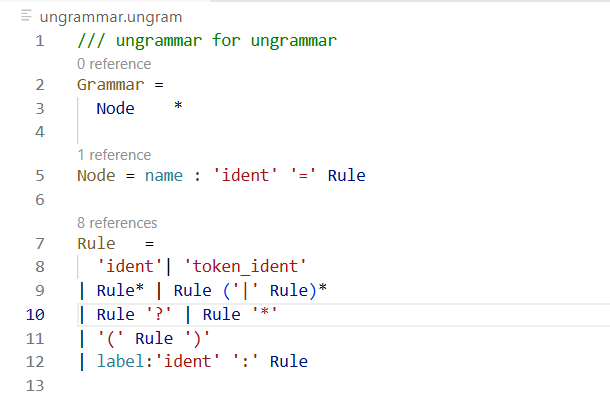 ungrammar.ungram
1 /// ungrammar for ungrammar
0 reference
2 Grammar =
3 Node    *
4
1 reference
5 Node = name : 'ident' '=' Rule
6
8 references
7 Rule   =
8 'ident'| 'token_ident'
9 | Rule* | Rule ('|' Rule)*
10 | Rule '?' | Rule '*'
11 | '(' Rule ')'
12 | label:'ident' ':' Rule
13